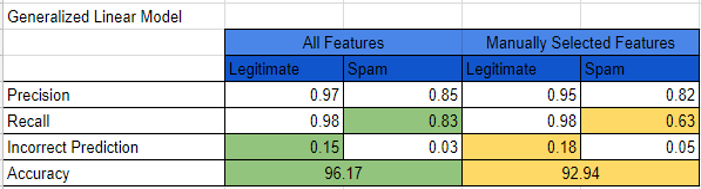 Generalized Linear Model
All Features Manually Selected Features
Legitimate Spam Legitimate Spam
Precision 0.97 0.85 0.95 0.82
Recall 0.98 0.83 0.98 0.63
Incorrect Prediction 0.15 0.03 0.18 0.05
Accuracy 96.17 92.94